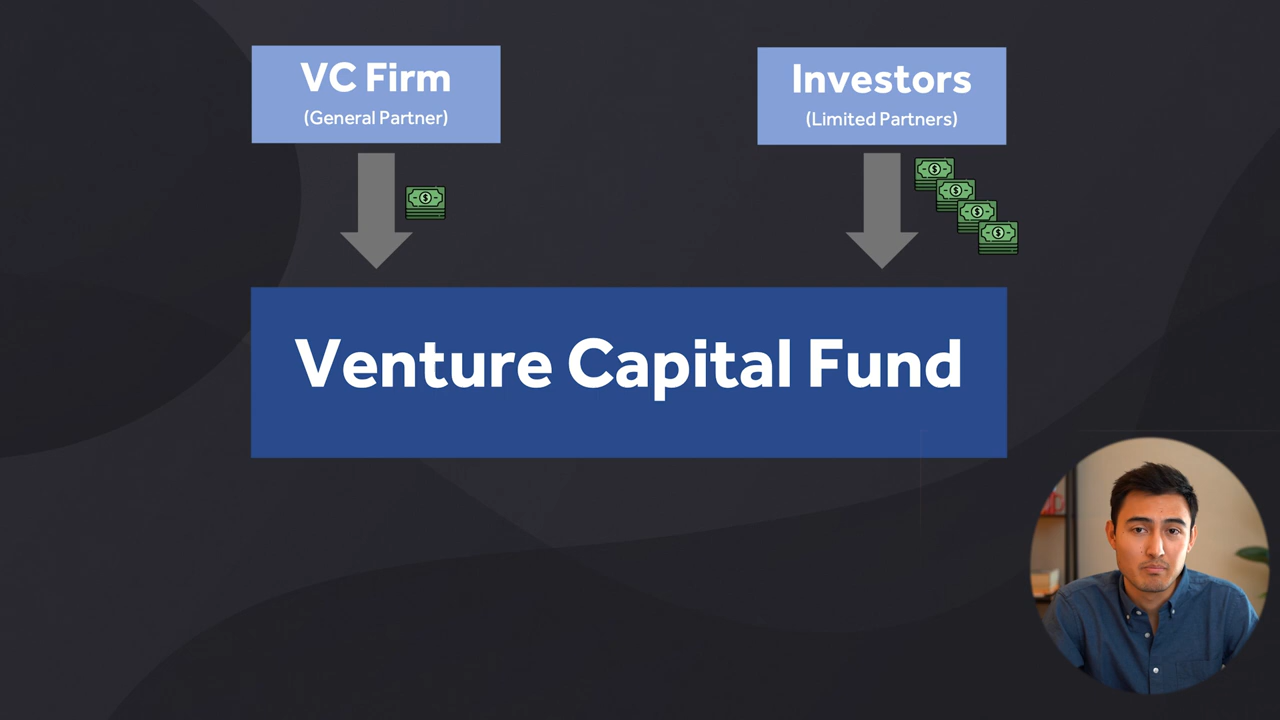 VC Firm
(General Partner)
Investors
(Limited Partners)
Venture Capital Fund